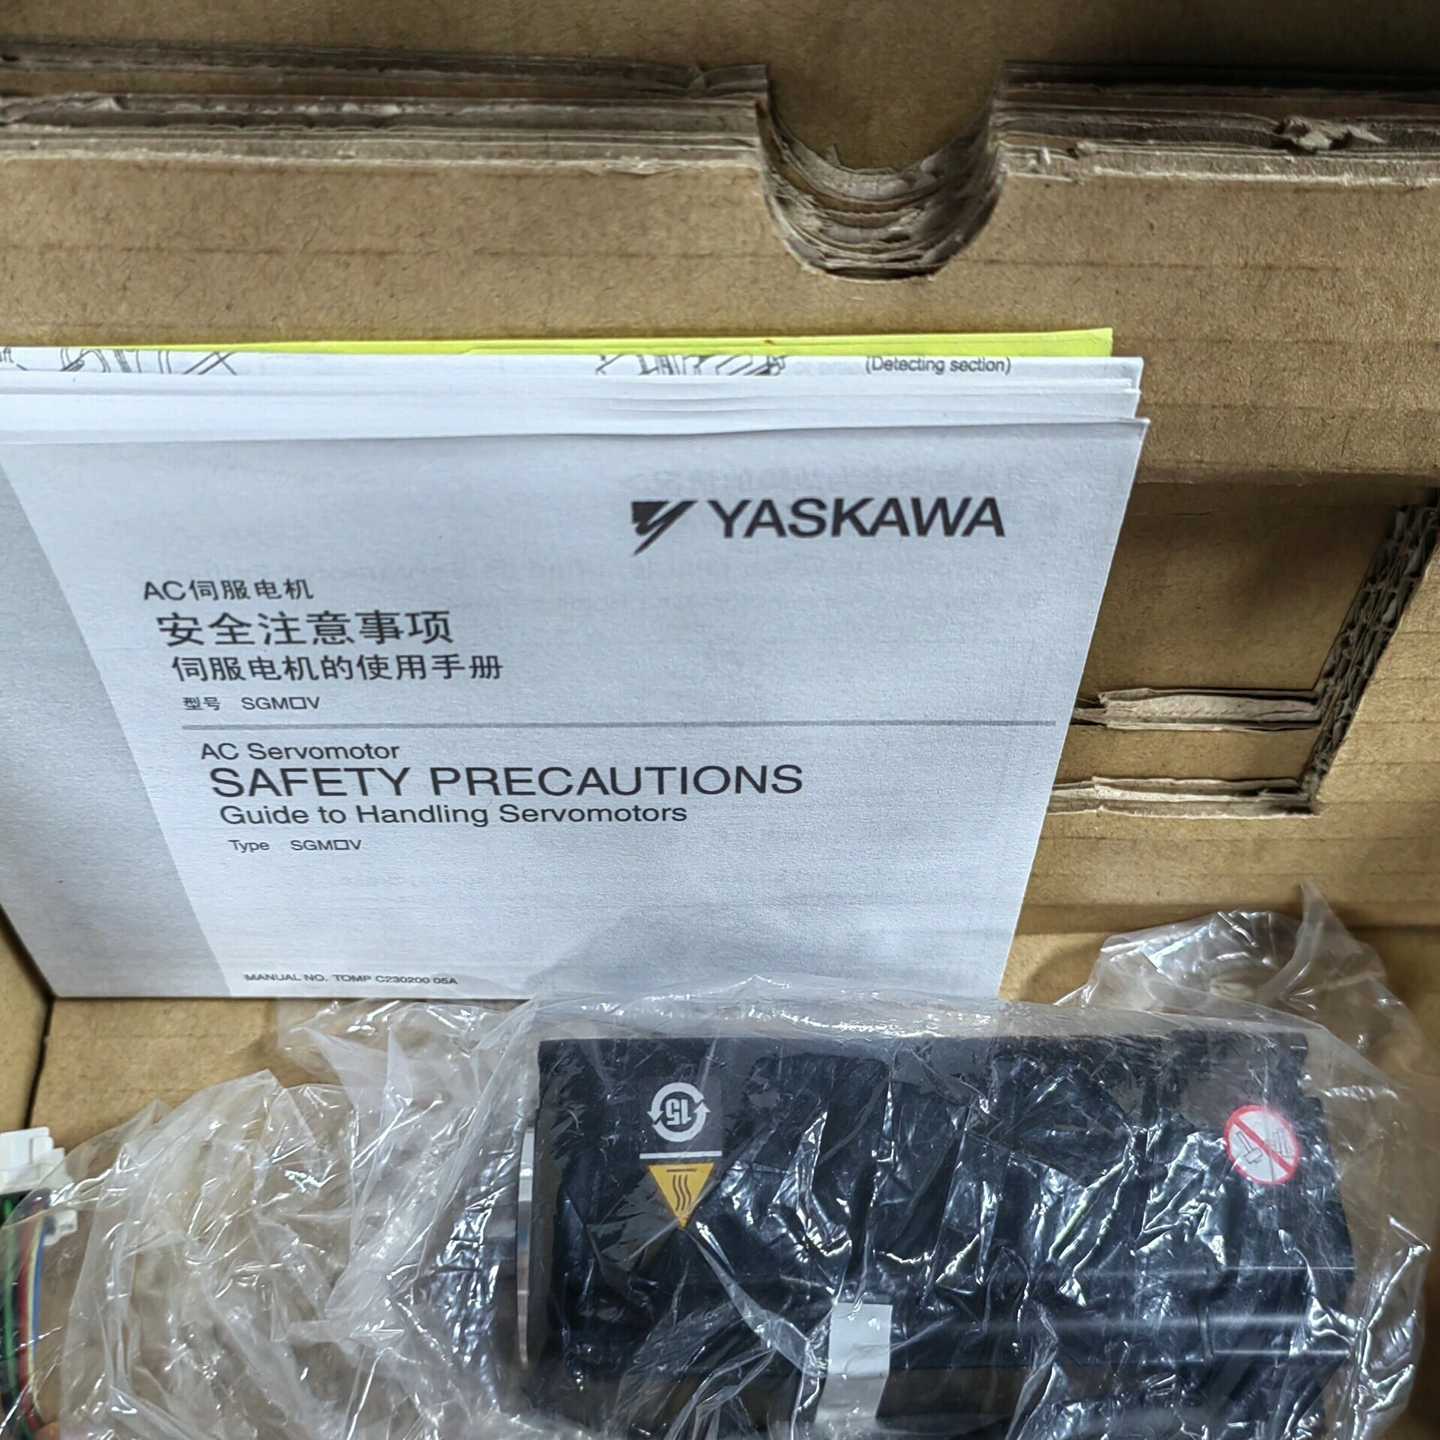 (Detecting section)
YASKAWA
AC伺服电机
安全注意事项
伺服电机的使用手册
型号 SGM□V
AC Servomotor
SAFETY PRECAUTIONS
Guide to Handling Servomotors
Type SGM□V
MANUAL NO. TOMP C230200 05A
15